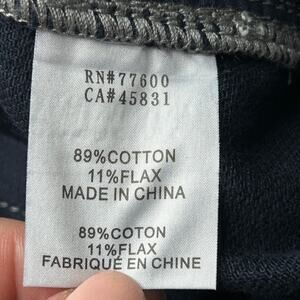 RN#77600
CA#45831
89%COTTON
11%FLAX
MADE IN CHINA
89%COTON
11%FLAX
FABRIQUÉ EN CHINE